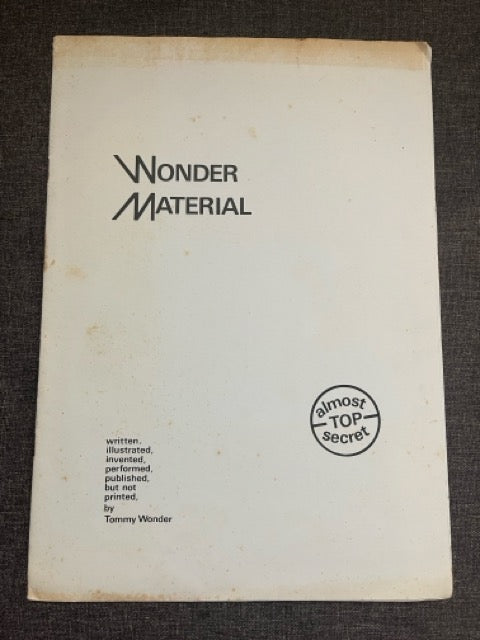 WONDER
MATERIAL
almost
TOP
secret
written,
illustrated,
invented,
performed,
published,
but not
printed,
by
Tommy Wonder